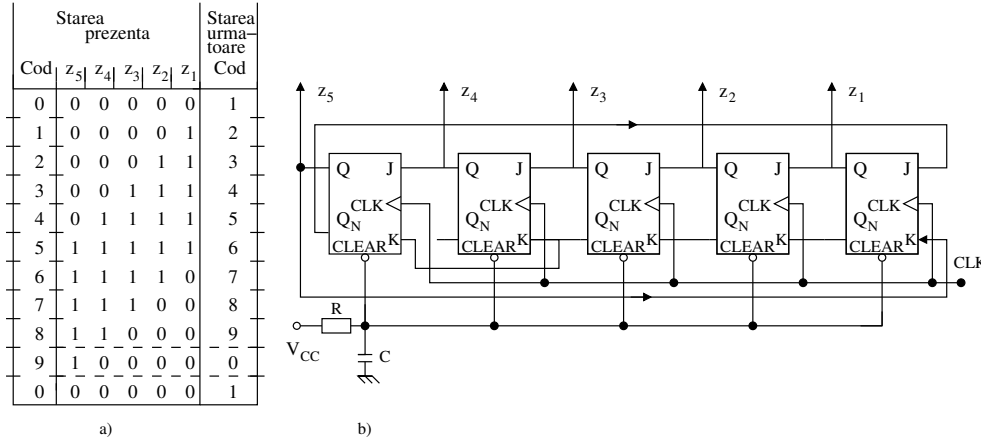 Starea prezenta
Starea urma- toare
Cod z5 z4 z3 z2 z1 Cod
0 0 0 0 0 0 1
1 0 0 0 0 1 2
2 0 0 0 1 1 3
3 0 0 1 1 1 4
4 0 1 1 1 1 5
5 1 1 1 1 1 6
6 1 1 1 1 0 7
7 1 1 1 0 0 8
8 1 1 0 0 0 9
9 1 0 0 0 0 0
0 0 0 0 0 0 1
a)
z5 z4 z3 z2 z1
Q J Q J Q J Q J Q J
CLK CLK CLK CLK CLK
QN QN QN QN QN
CLEAR K CLEAR K CLEAR K CLEAR K CLEAR K
CLK
R
VCC
C
b)